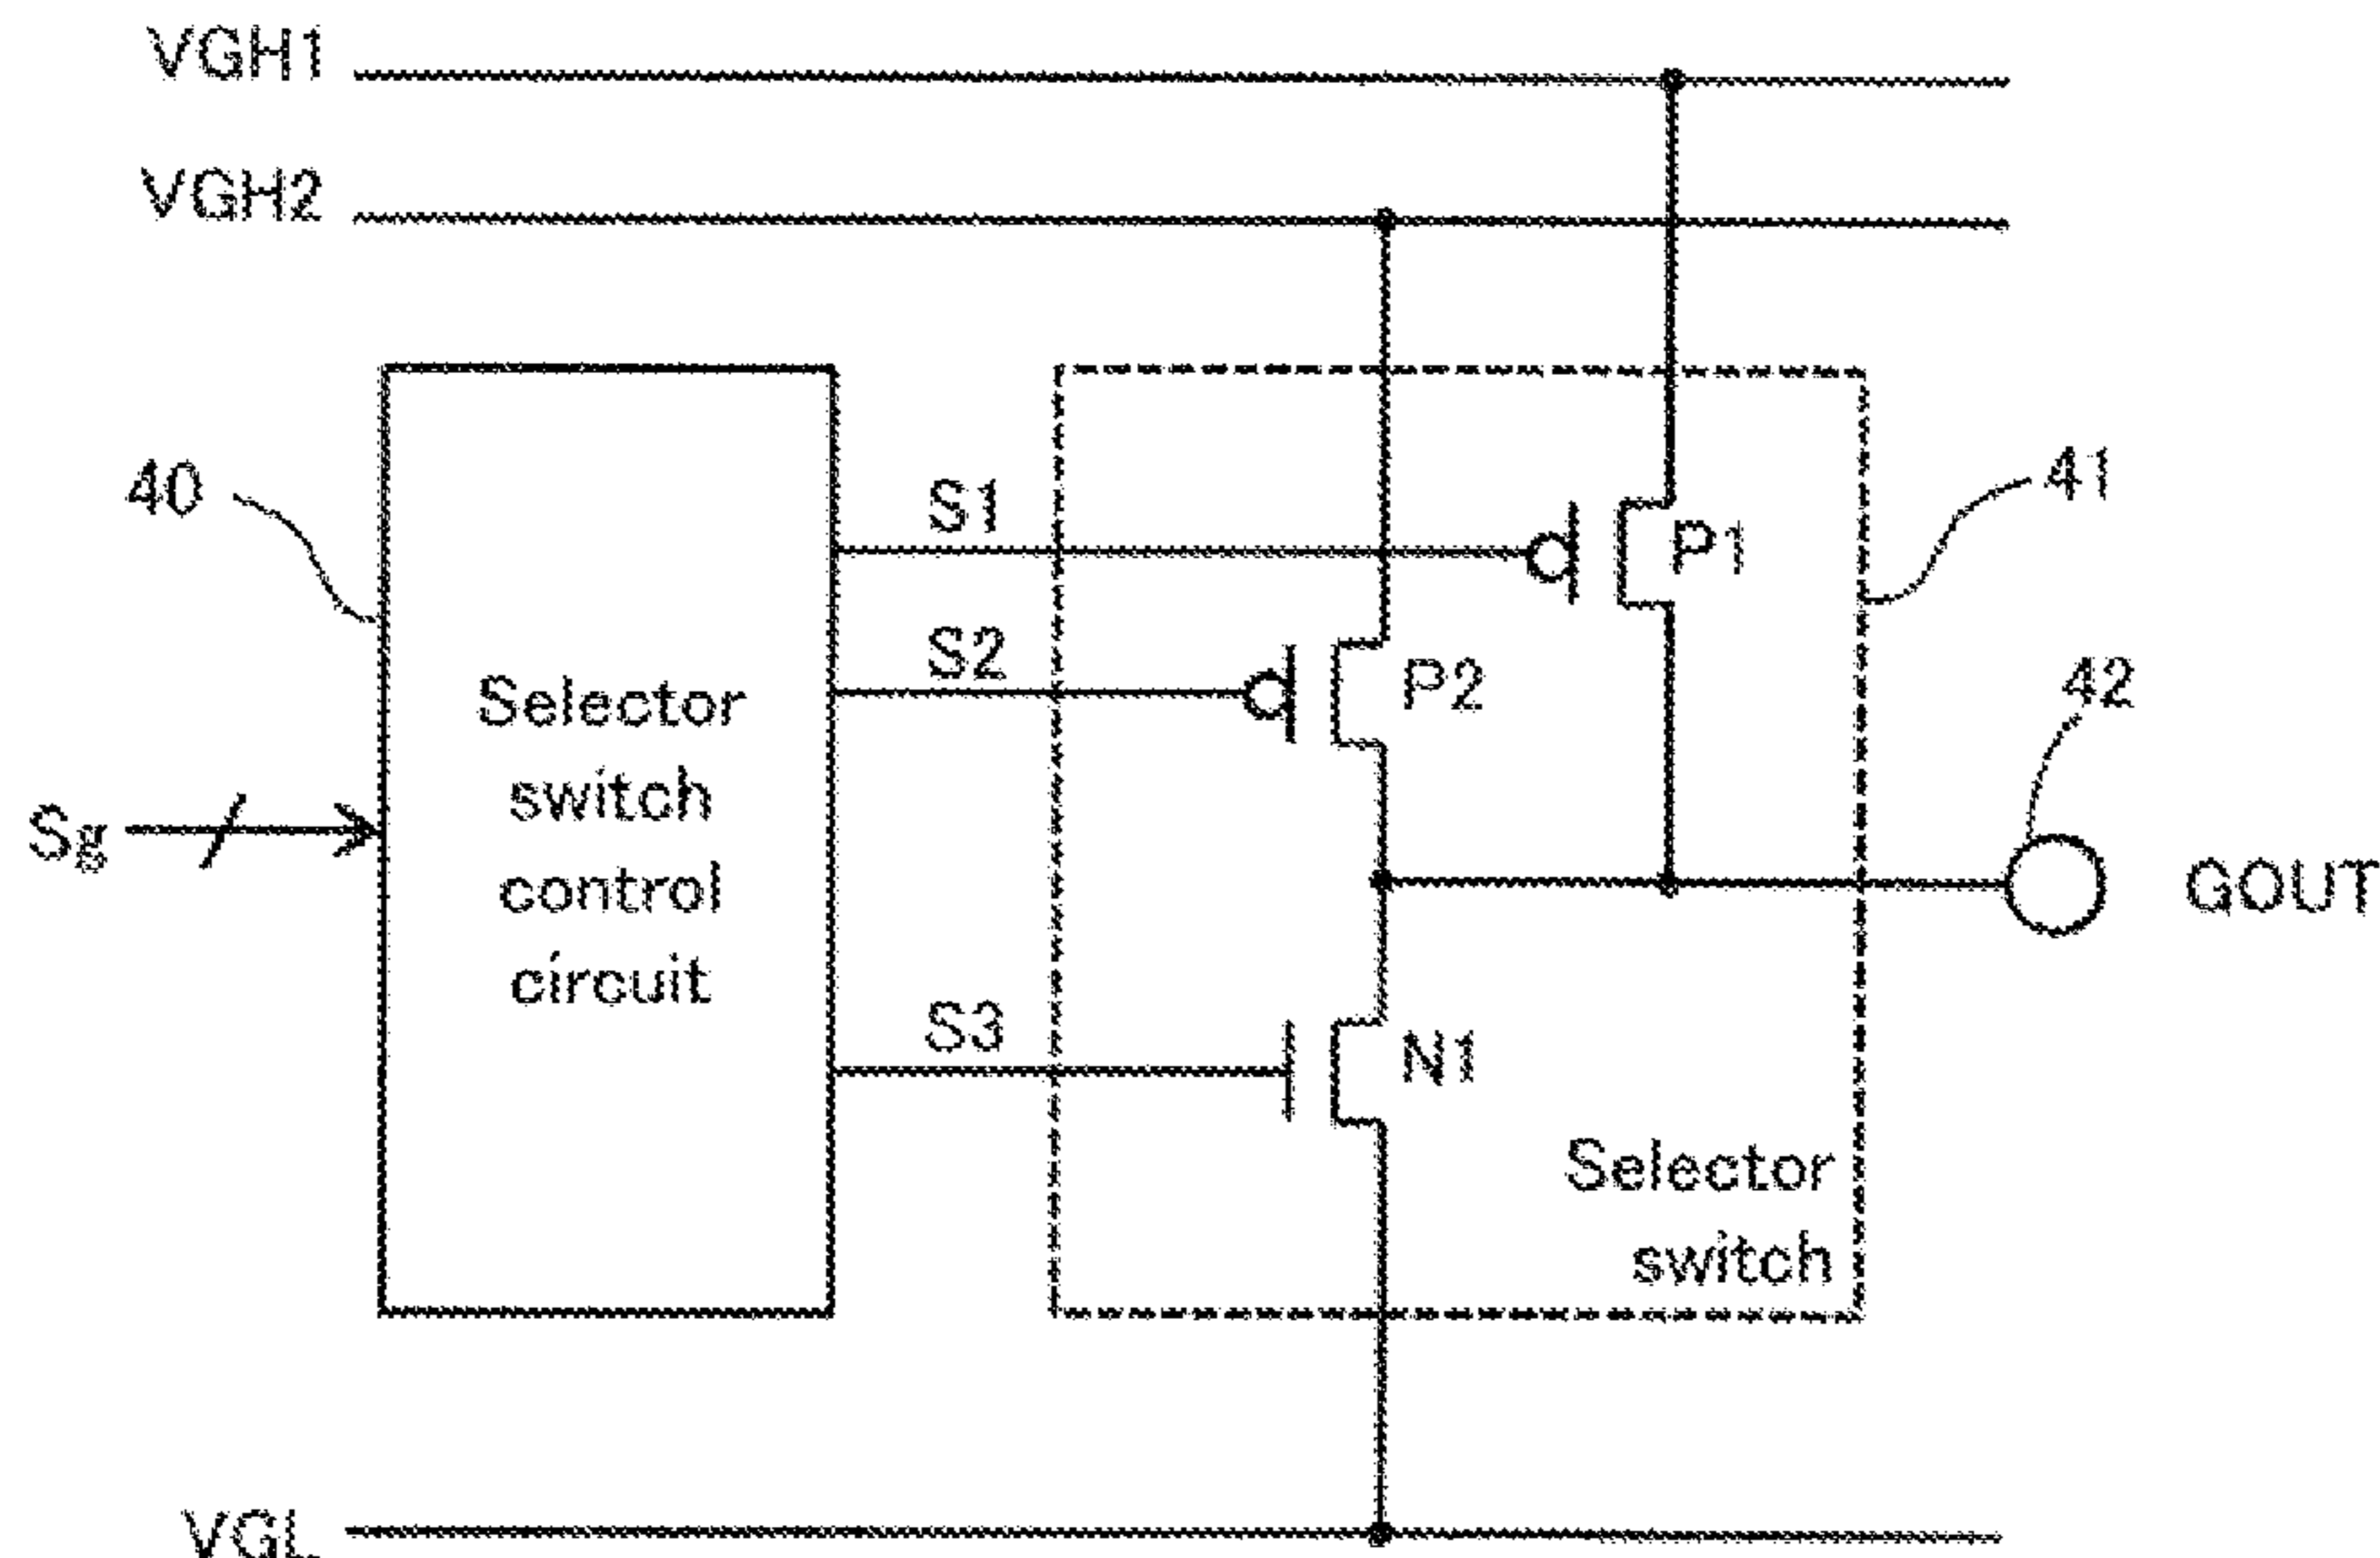 VGH1
VGH2
40
S1
P1
41
S2
P2
42
Selector
switch
control
circuit
Sg
GOUT
S3
N1
Selector
switch
VGL